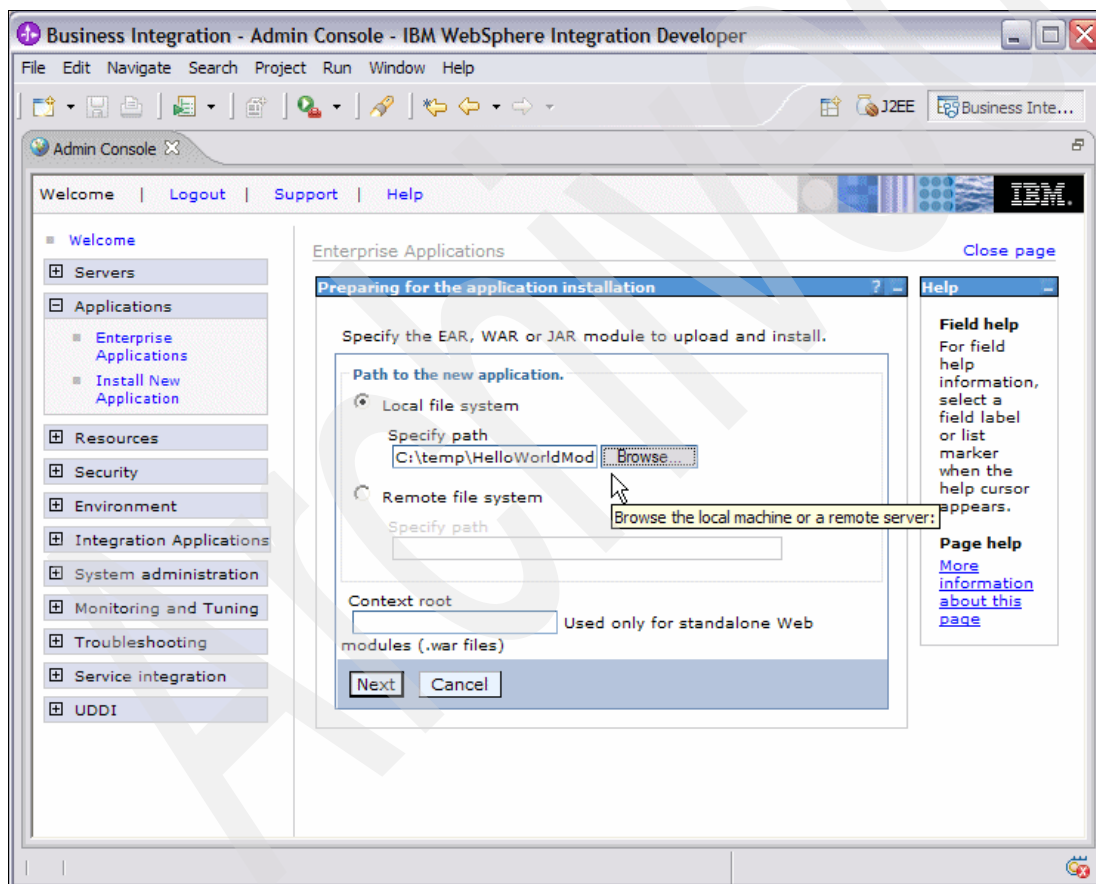 Business Integration - Admin Console - IBM WebSphere Integration Developer
File Edit Navigate Search Project Run Window Help
J2EE Business Inte...
Admin Console
Welcome | Logout | Support | Help
IBM.
Welcome
Servers
Applications
Enterprise
Applications
Install New
Application
Resources
Security
Environment
Integration Applications
System administration
Monitoring and Tuning
Troubleshooting
Service integration
UDDI
Enterprise Applications
Close page
Preparing for the application installation ? -
Specify the EAR, WAR or JAR module to upload and install.
Path to the new application.
Local file system
Specify path
C:\temp\HelloWorldMod Browse...
Remote file system
Browse the local machine or a remote server:
Specify path
Context root
Used only for standalone Web
modules (.war files)
Next Cancel
Help -
Field help
For field
help
information,
select a
field label
or list
marker
when the
help cursor
appears.
Page help
More
information
about this
page